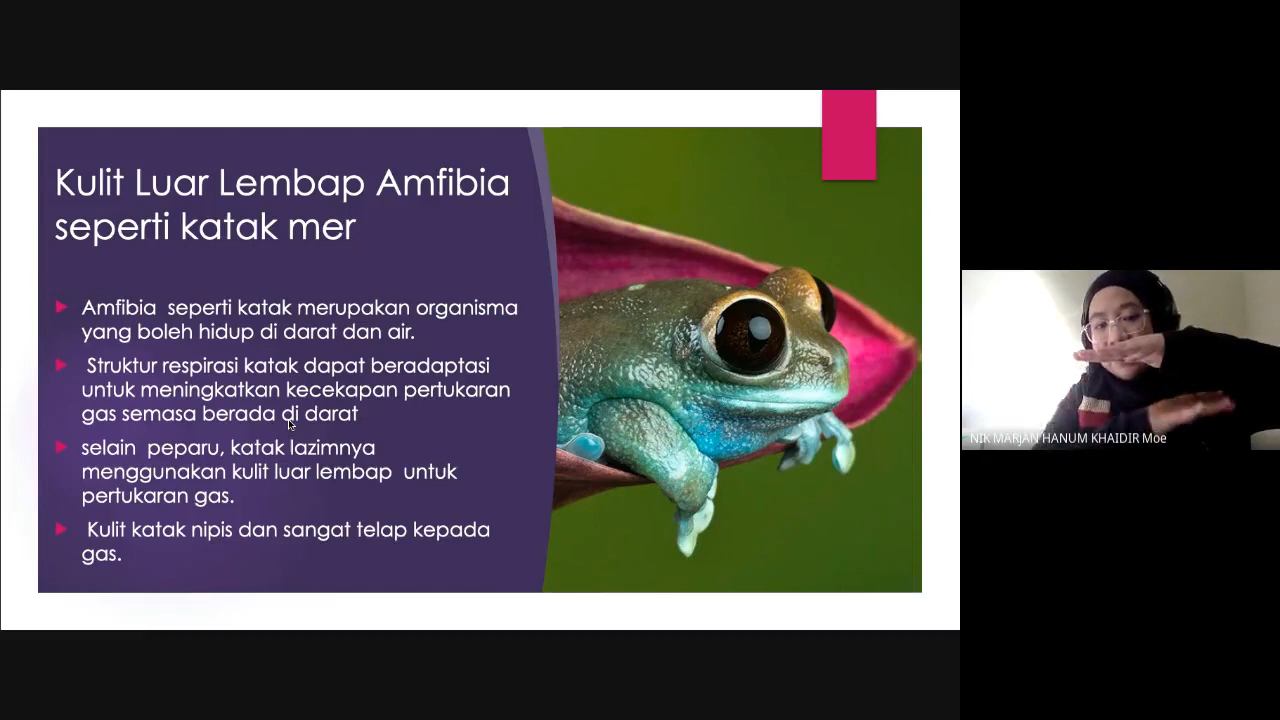 Kulit Luar Lembap Amfibia
seperti katak mer
Amfibia seperti katak merupakan organisma
yang boleh hidup di darat dan air.
Struktur respirasi katak dapat beradaptasi
untuk meningkatkan kecekapan pertukaran
gas semasa berada di darat
selain peparu, katak lazimnya
menggunakan kulit luar lembap untuk
pertukaran gas.
Kulit katak nipis dan sangat telap kepada
gas.
NIK MARJAN HANUM KHAIDIR Moe